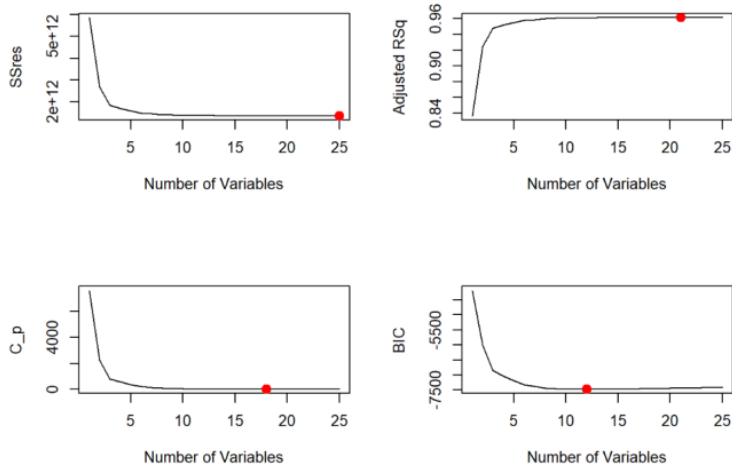 SSres
2e+12 5e+12
5 10 15 20 25
Number of Variables
Adjusted RSq
0.84 0.90 0.96
5 10 15 20 25
Number of Variables
C_p
0 4000
5 10 15 20 25
Number of Variables
BIC
-7500 -5500
5 10 15 20 25
Number of Variables